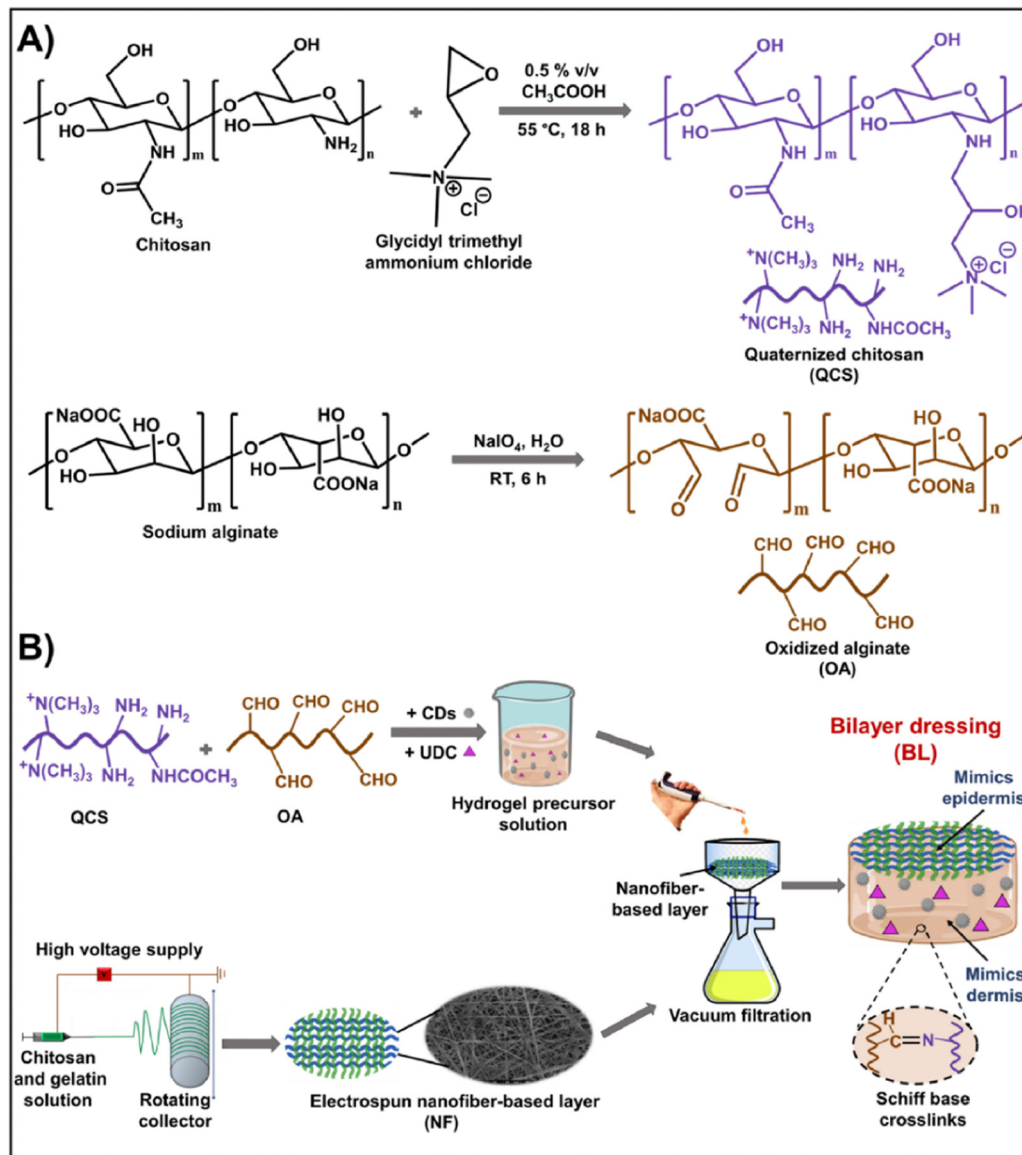 A)
OH
OH
O
O
O
HO
HO
NH
m
NH2
n
O
CH3
Chitosan
+
O
N
+
Cl
−
Glycidyl trimethyl
ammonium chloride
0.5 % v/v
CH3COOH
55 °C, 18 h
OH
OH
O
O
O
HO
HO
NH
m
NH
n
O
CH3
OH
N
+
Cl
−
+N(CH3)3
NH2
NH2
+N(CH3)3
NH2
NHCOCH3
Quaternized chitosan
(QCS)
NaOOC
OH
O
HO
O
m
HO
HO
O
COONa
n
O
Sodium alginate
NaIO4, H2O
RT, 6 h
NaOOC
O
O
O
O
m
HO
HO
OH
O
COONa
n
O
CHO
CHO
CHO
CHO
CHO
Oxidized alginate
(OA)
B)
+N(CH3)3
NH2
NH2
+N(CH3)3
NH2
NHCOCH3
QCS
+
CHO
CHO
CHO
CHO
CHO
OA
+ CDs
+ UDC
Hydrogel precursor
solution
Nanofiber-
based layer
Vacuum filtration
Bilayer dressing
(BL)
Mimics
epidermis
Mimics
dermis
H
C=N
Schiff base
crosslinks
High voltage supply
V
Chitosan
and gelatin
solution
Rotating
collector
Electrospun nanofiber-based layer
(NF)